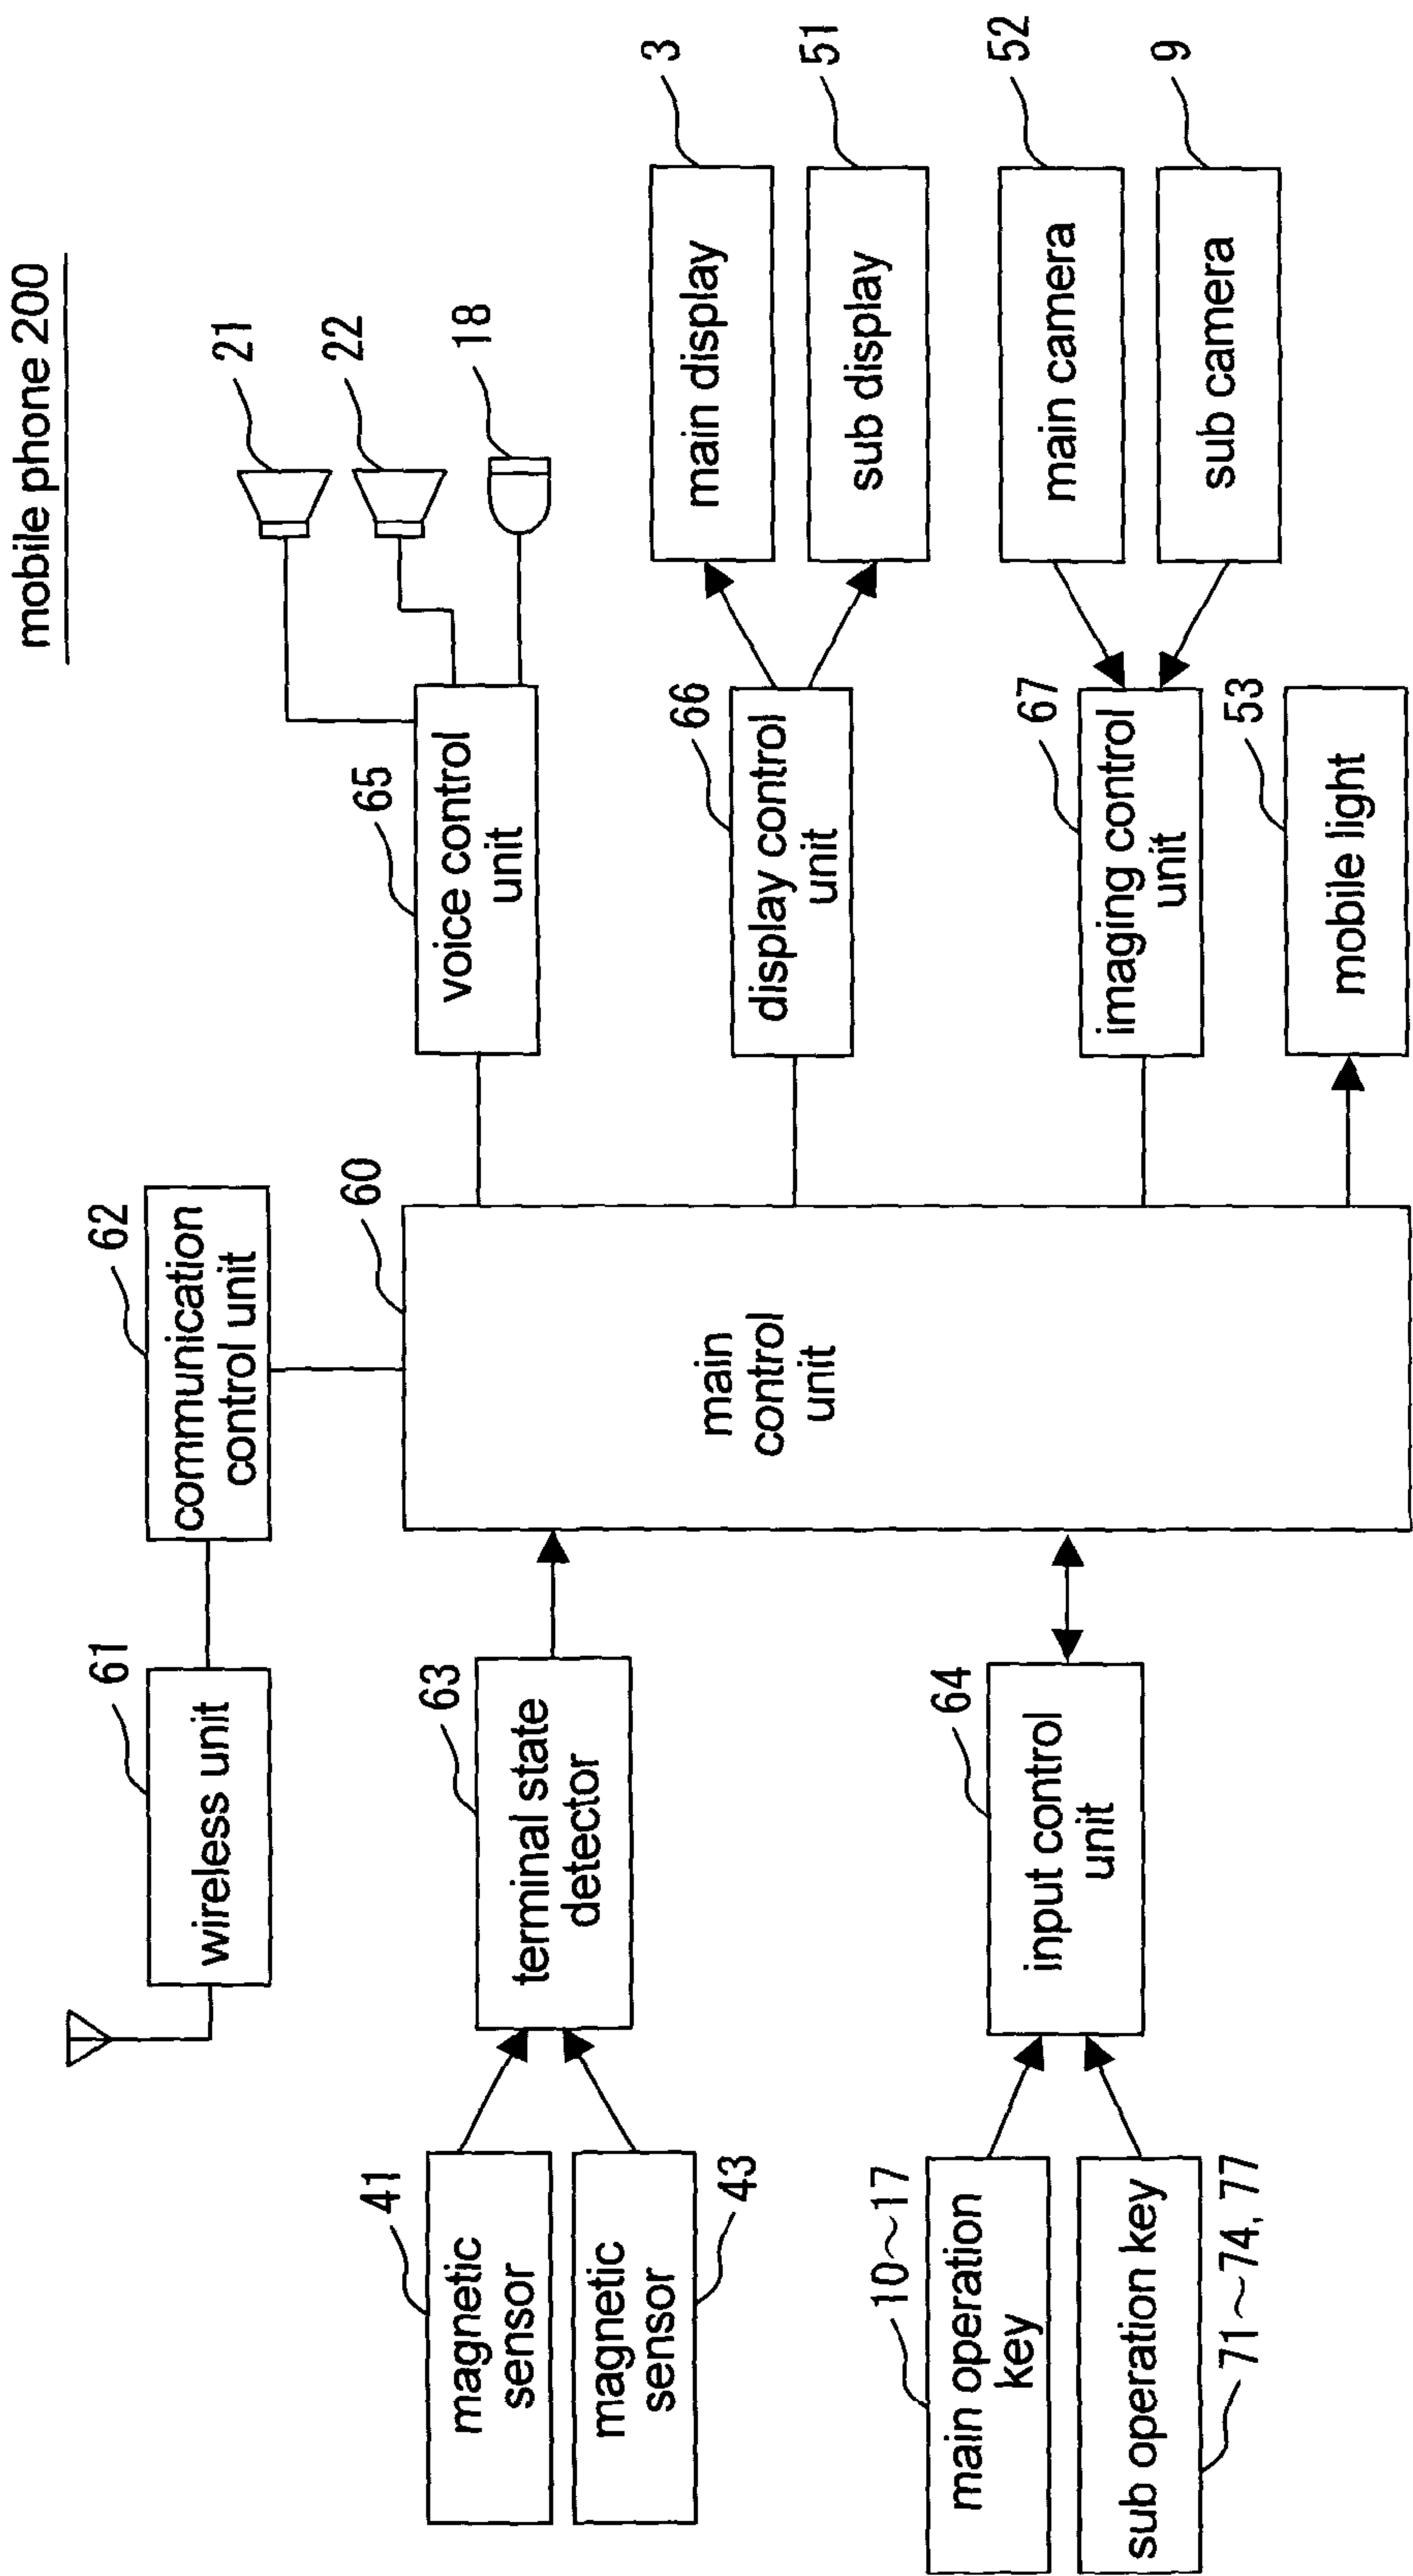 mobile phone 200
61
wireless unit
62
communication
control unit
21
22
18
65
voice control
unit
60
main
control
unit
41
magnetic
sensor
magnetic
sensor
43
63
terminal state
detector
66
display control
unit
3
main display
sub display
51
10~17
main operation
key
sub operation key
71~74, 77
64
input control
unit
67
imaging control
unit
52
main camera
sub camera
9
53
mobile light